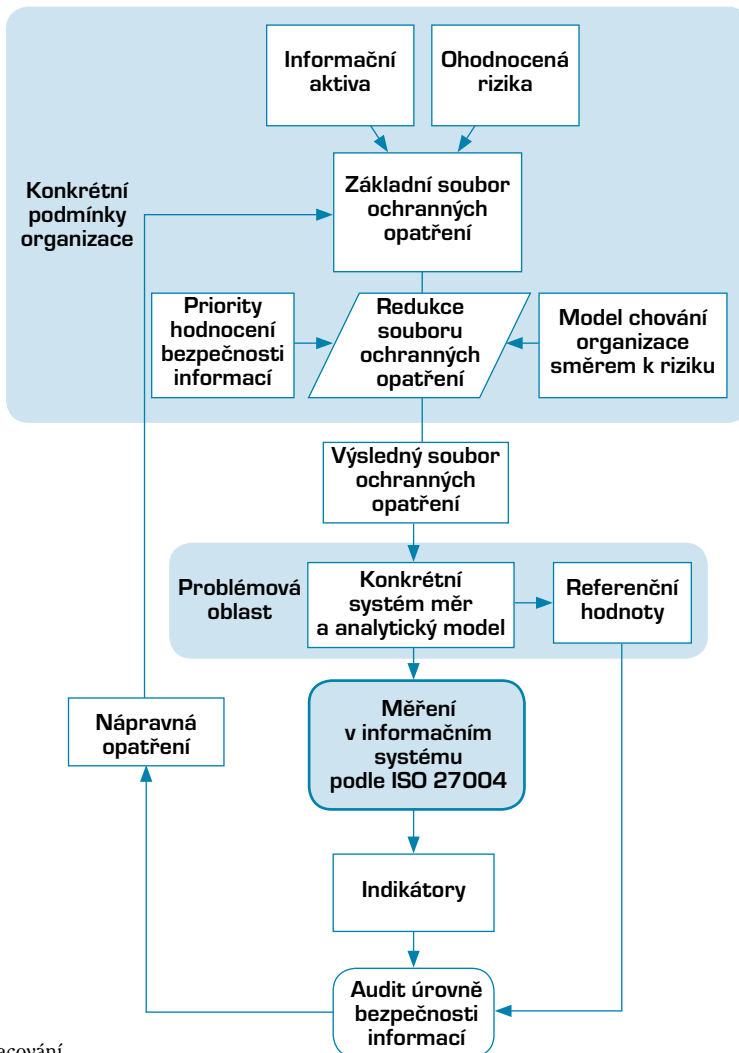 Informační
aktiva
Ohodnocená
rizika
Konkrétní
podmínky
organizace
Základní soubor
ochranných
opatření
Priority
hodnocení
bezpečnosti
informací
Redukce
souboru
ochranných
opatření
Model chování
organizace
směrem k riziku
Výsledný soubor
ochranných
opatření
Problémová
oblast
Konkrétní
systém měr
a analytický model
Referenční
hodnoty
Nápravná
opatření
Měření
v informačním
systému
podle ISO 27004
Indikátory
Audit úrovně
bezpečnosti
informací